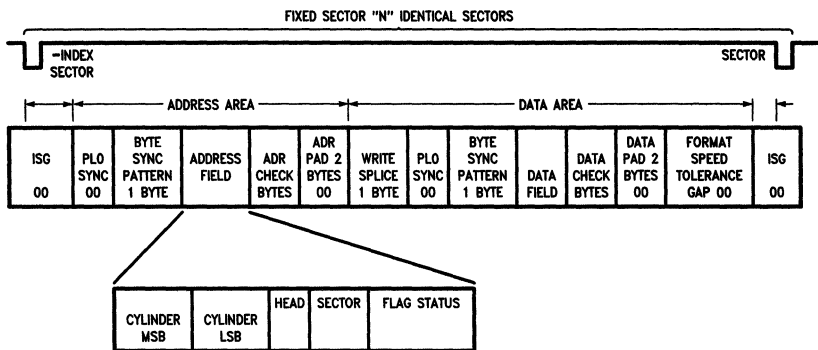 FIXED SECTOR "N" IDENTICAL SECTORS
-INDEX
SECTOR
SECTOR
ADDRESS AREA
DATA AREA
ISG
00
PLO
SYNC
00
BYTE
SYNC
PATTERN
1 BYTE
ADDRESS
FIELD
ADR
CHECK
BYTES
ADR
PAD 2
BYTES
00
WRITE
SPLICE
1 BYTE
PLO
SYNC
00
BYTE
SYNC
PATTERN
1 BYTE
DATA
FIELD
DATA
CHECK
BYTES
DATA
PAD 2
BYTES
00
FORMAT
SPEED
TOLERANCE
GAP 00
ISG
00
CYLINDER
MSB
CYLINDER
LSB
HEAD
SECTOR
FLAG STATUS